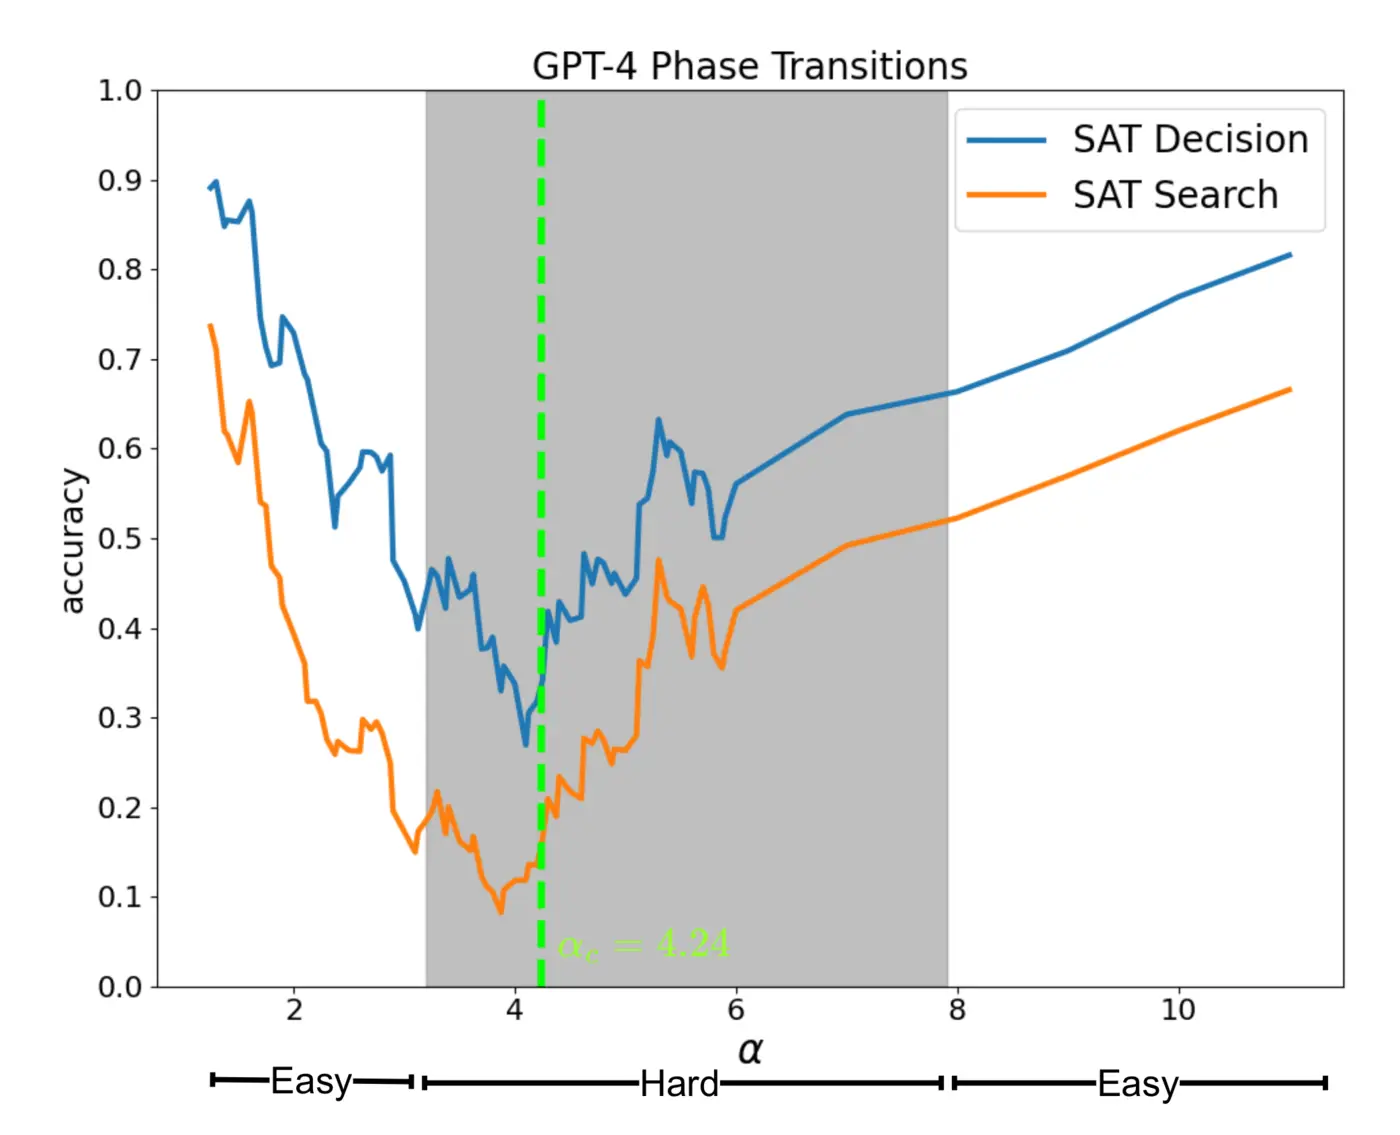 GPT-4 Phase Transitions
1.0
0.9
0.8
0.7
0.6
0.5
0.4
0.3
0.2
0.1
0.0
accuracy
SAT Decision
SAT Search
α_c = 4.24
2 4 6 8 10
α
Easy Hard Easy